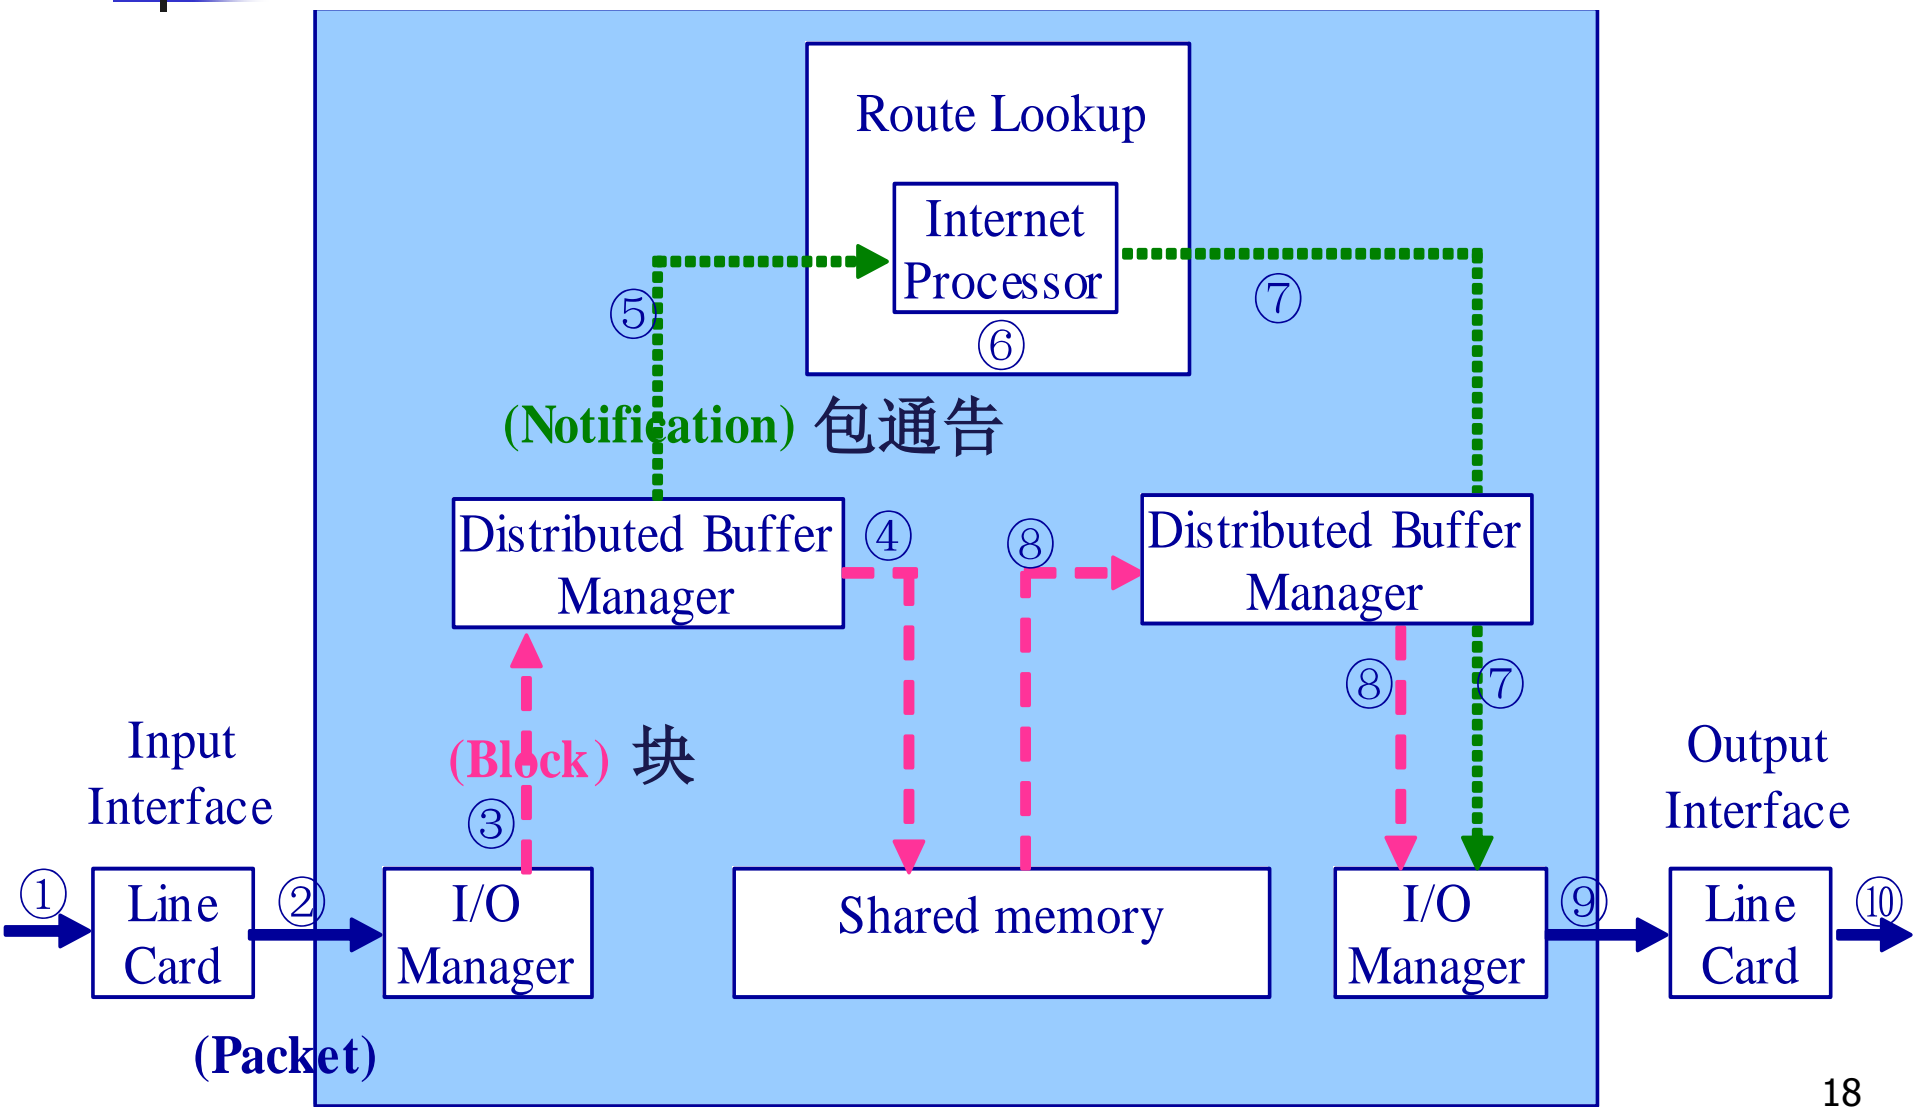 Route Lookup
Internet
Processor
⑥
⑤
⑦
(Notification) 包通告
Distributed Buffer
Manager
④
⑧
Distributed Buffer
Manager
⑧
⑦
(Block) 块
③
Input
Interface
Output
Interface
①
Line
Card
②
I/O
Manager
Shared memory
I/O
Manager
⑨
Line
Card
⑩
(Packet)
18